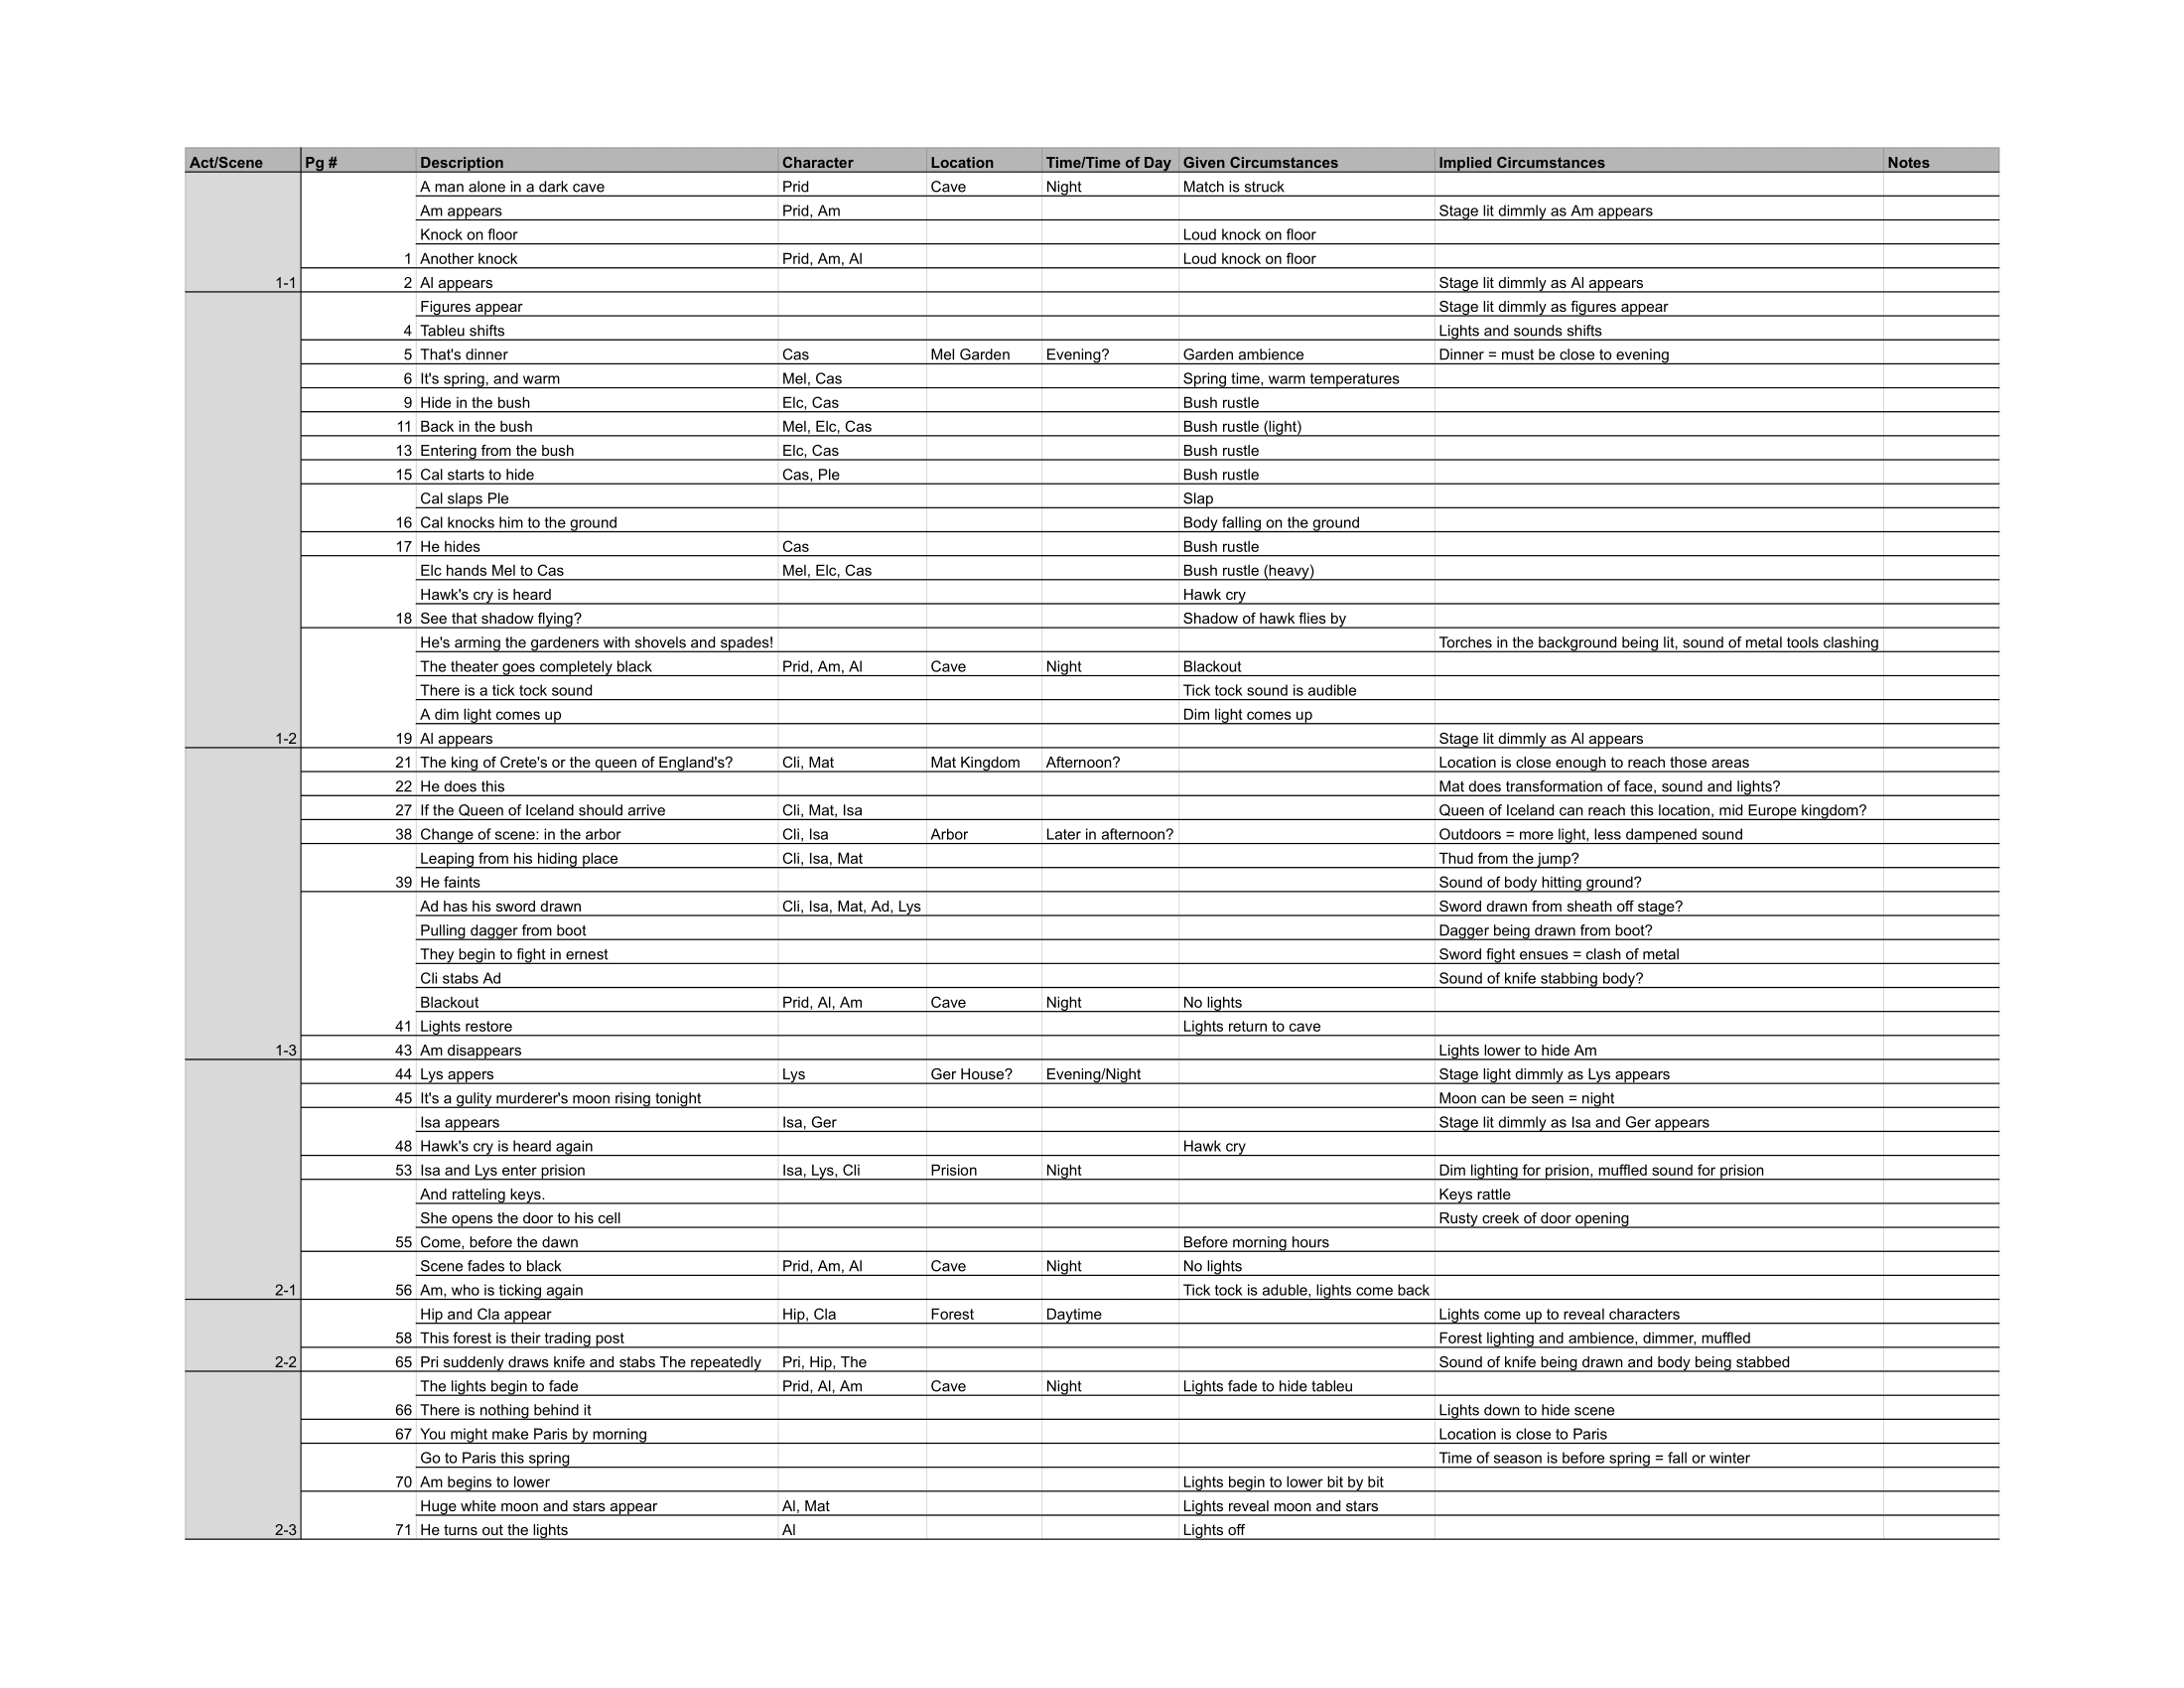 Act/Scene Pg # Description Character Location Time/Time of Day Given Circumstances Implied Circumstances Notes
A man alone in a dark cave Prid Cave Night Match is struck
Am appears Prid, Am Stage lit dimmly as Am appears
Knock on floor Loud knock on floor
1 Another knock Prid, Am, Al Loud knock on floor
1-1 2 Al appears Stage lit dimmly as Al appears
Figures appear Stage lit dimmly as figures appear
4 Tableu shifts Lights and sounds shifts
5 That's dinner Cas Mel Garden Evening? Garden ambience Dinner = must be close to evening
6 It's spring, and warm Mel, Cas Spring time, warm temperatures
9 Hide in the bush Elc, Cas Bush rustle
11 Back in the bush Mel, Elc, Cas Bush rustle (light)
13 Entering from the bush Elc, Cas Bush rustle
15 Cal starts to hide Cas, Ple Bush rustle
Cal slaps Ple Slap
16 Cal knocks him to the ground Body falling on the ground
17 He hides Cas Bush rustle
Elc hands Mel to Cas Mel, Elc, Cas Bush rustle (heavy)
Hawk's cry is heard Hawk cry
18 See that shadow flying? Shadow of hawk flies by
He's arming the gardeners with shovels and spades! Torches in the background being lit, sound of metal tools clashing
The theater goes completely black Prid, Am, Al Cave Night Blackout
There is a tick tock sound Tick tock sound is audible
A dim light comes up Dim light comes up
1-2 19 Al appears Stage lit dimmly as Al appears
21 The king of Crete's or the queen of England's? Cli, Mat Mat Kingdom Afternoon? Location is close enough to reach those areas
22 He does this Mat does transformation of face, sound and lights?
27 If the Queen of Iceland should arrive Cli, Mat, Isa Queen of Iceland can reach this location, mid Europe kingdom?
38 Change of scene: in the arbor Cli, Isa Arbor Later in afternoon? Outdoors = more light, less dampened sound
Leaping from his hiding place Cli, Isa, Mat Thud from the jump?
39 He faints Sound of body hitting ground?
Ad has his sword drawn Cli, Isa, Mat, Ad, Lys Sword drawn from sheath off stage?
Pulling dagger from boot Dagger being drawn from boot?
They begin to fight in ernest Sword fight ensues = clash of metal
Cli stabs Ad Sound of knife stabbing body?
Blackout Prid, Al, Am Cave Night No lights
41 Lights restore Lights return to cave
1-3 43 Am disappears Lights lower to hide Am
44 Lys appers Lys Ger House? Evening/Night Stage light dimmly as Lys appears
45 It's a gulity murderer's moon rising tonight Moon can be seen = night
Isa appears Isa, Ger Stage lit dimmly as Isa and Ger appears
48 Hawk's cry is heard again Hawk cry
53 Isa and Lys enter prision Isa, Lys, Cli Prision Night Dim lighting for prision, muffled sound for prision
And ratteling keys. Keys rattle
She opens the door to his cell Rusty creek of door opening
55 Come, before the dawn Before morning hours
Scene fades to black Prid, Am, Al Cave Night No lights
2-1 56 Am, who is ticking again Tick tock is aduble, lights come back
Hip and Cla appear Hip, Cla Forest Daytime Lights come up to reveal characters
58 This forest is their trading post Forest lighting and ambience, dimmer, muffled
2-2 65 Pri suddenly draws knife and stabs The repeatedly Pri, Hip, The Sound of knife being drawn and body being stabbed
The lights begin to fade Prid, Al, Am Cave Night Lights fade to hide tableu
66 There is nothing behind it Lights down to hide scene
67 You might make Paris by morning Location is close to Paris
Go to Paris this spring Time of season is before spring = fall or winter
70 Am begins to lower Lights begin to lower bit by bit
Huge white moon and stars appear Al, Mat Lights reveal moon and stars
2-3 71 He turns out the lights Al Lights off